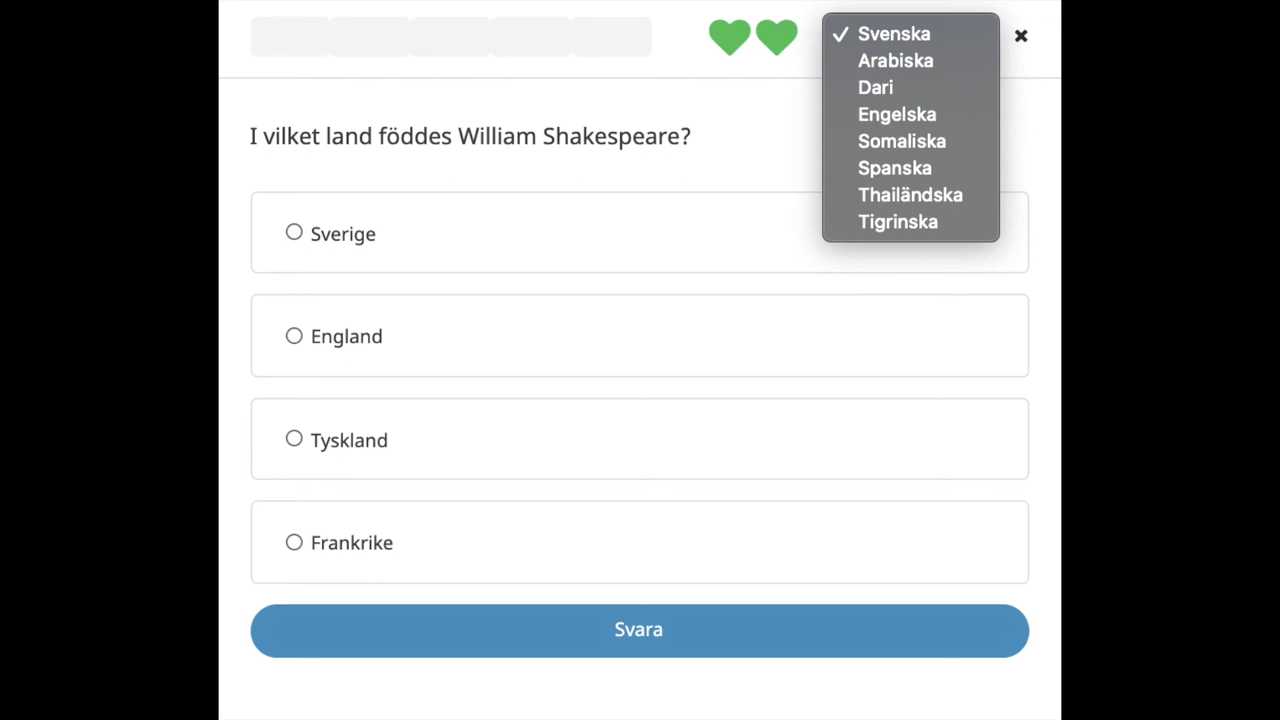 Svenska
Arabiska
Dari
Engelska
Somaliska
Spanska
Thailändska
Tigrinska
I vilket land föddes William Shakespeare?
Sverige
England
Tyskland
Frankrike
Svara